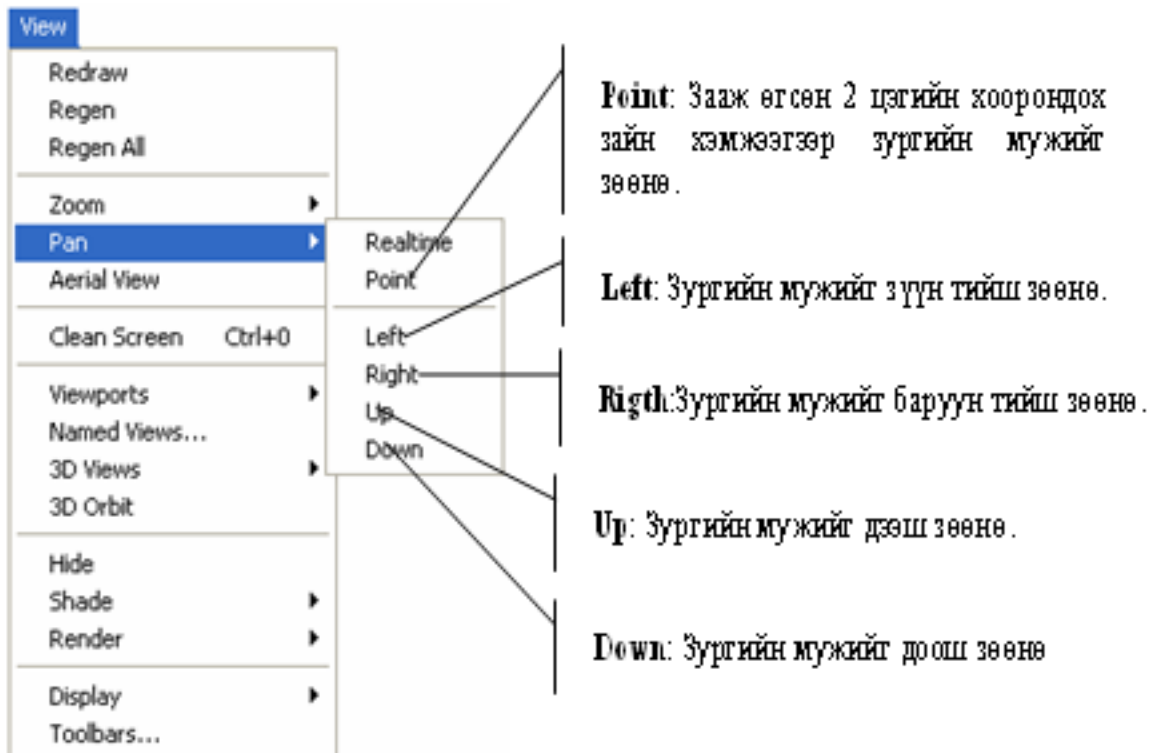 View
Redraw
Regen
Regen All
Zoom
Pan
Aerial View
Clean Screen Ctrl+0
Viewports
Named Views...
3D Views
3D Orbit
Hide
Shade
Render
Display
Toolbars...
Realtime
Point
Left
Right
Up
Down
Point: Зааж өгсөн 2 цэгийн хоорондох
зайн хэмжээгээр зургийн мужийг
зөөнө.
Left: Зургийн мужийг зүүн тийш зөөнө.
Rigth:Зургийн мужийг баруун тийш зөөнө.
Up: Зургийн мужийг дээш зөөнө.
Down: Зургийн мужийг доош зөөнө